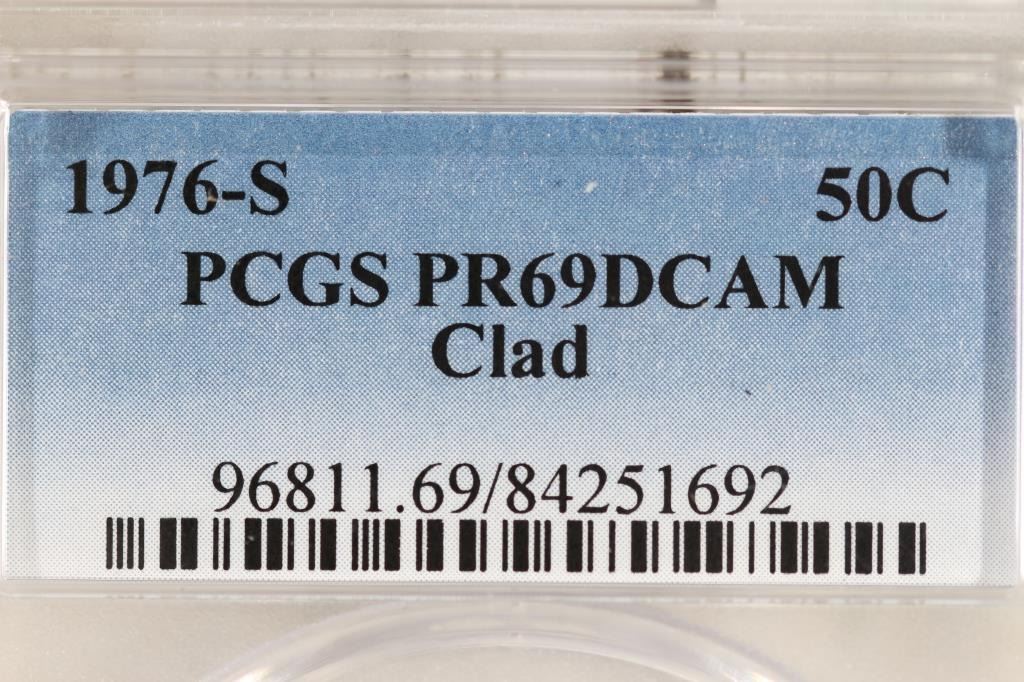 1976-S 50C
PCGS PR69DCAM
Clad
96811.69/84251692